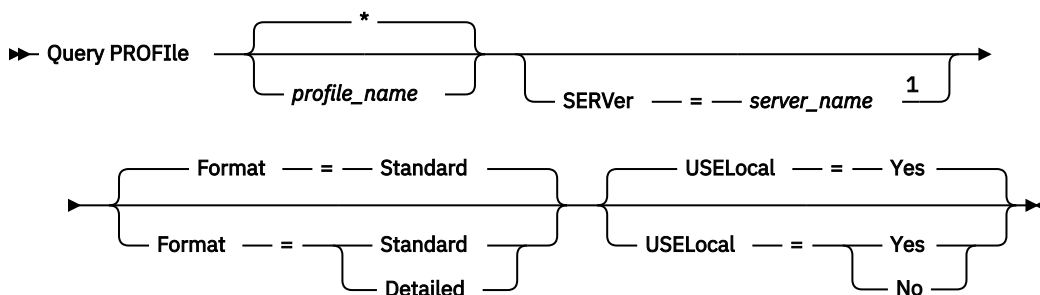 *
Query PROFIle
profile_name
SERVer = server_name 1
Format = Standard
USELocal = Yes
Format = Standard
USELocal = Yes
Detailed
No